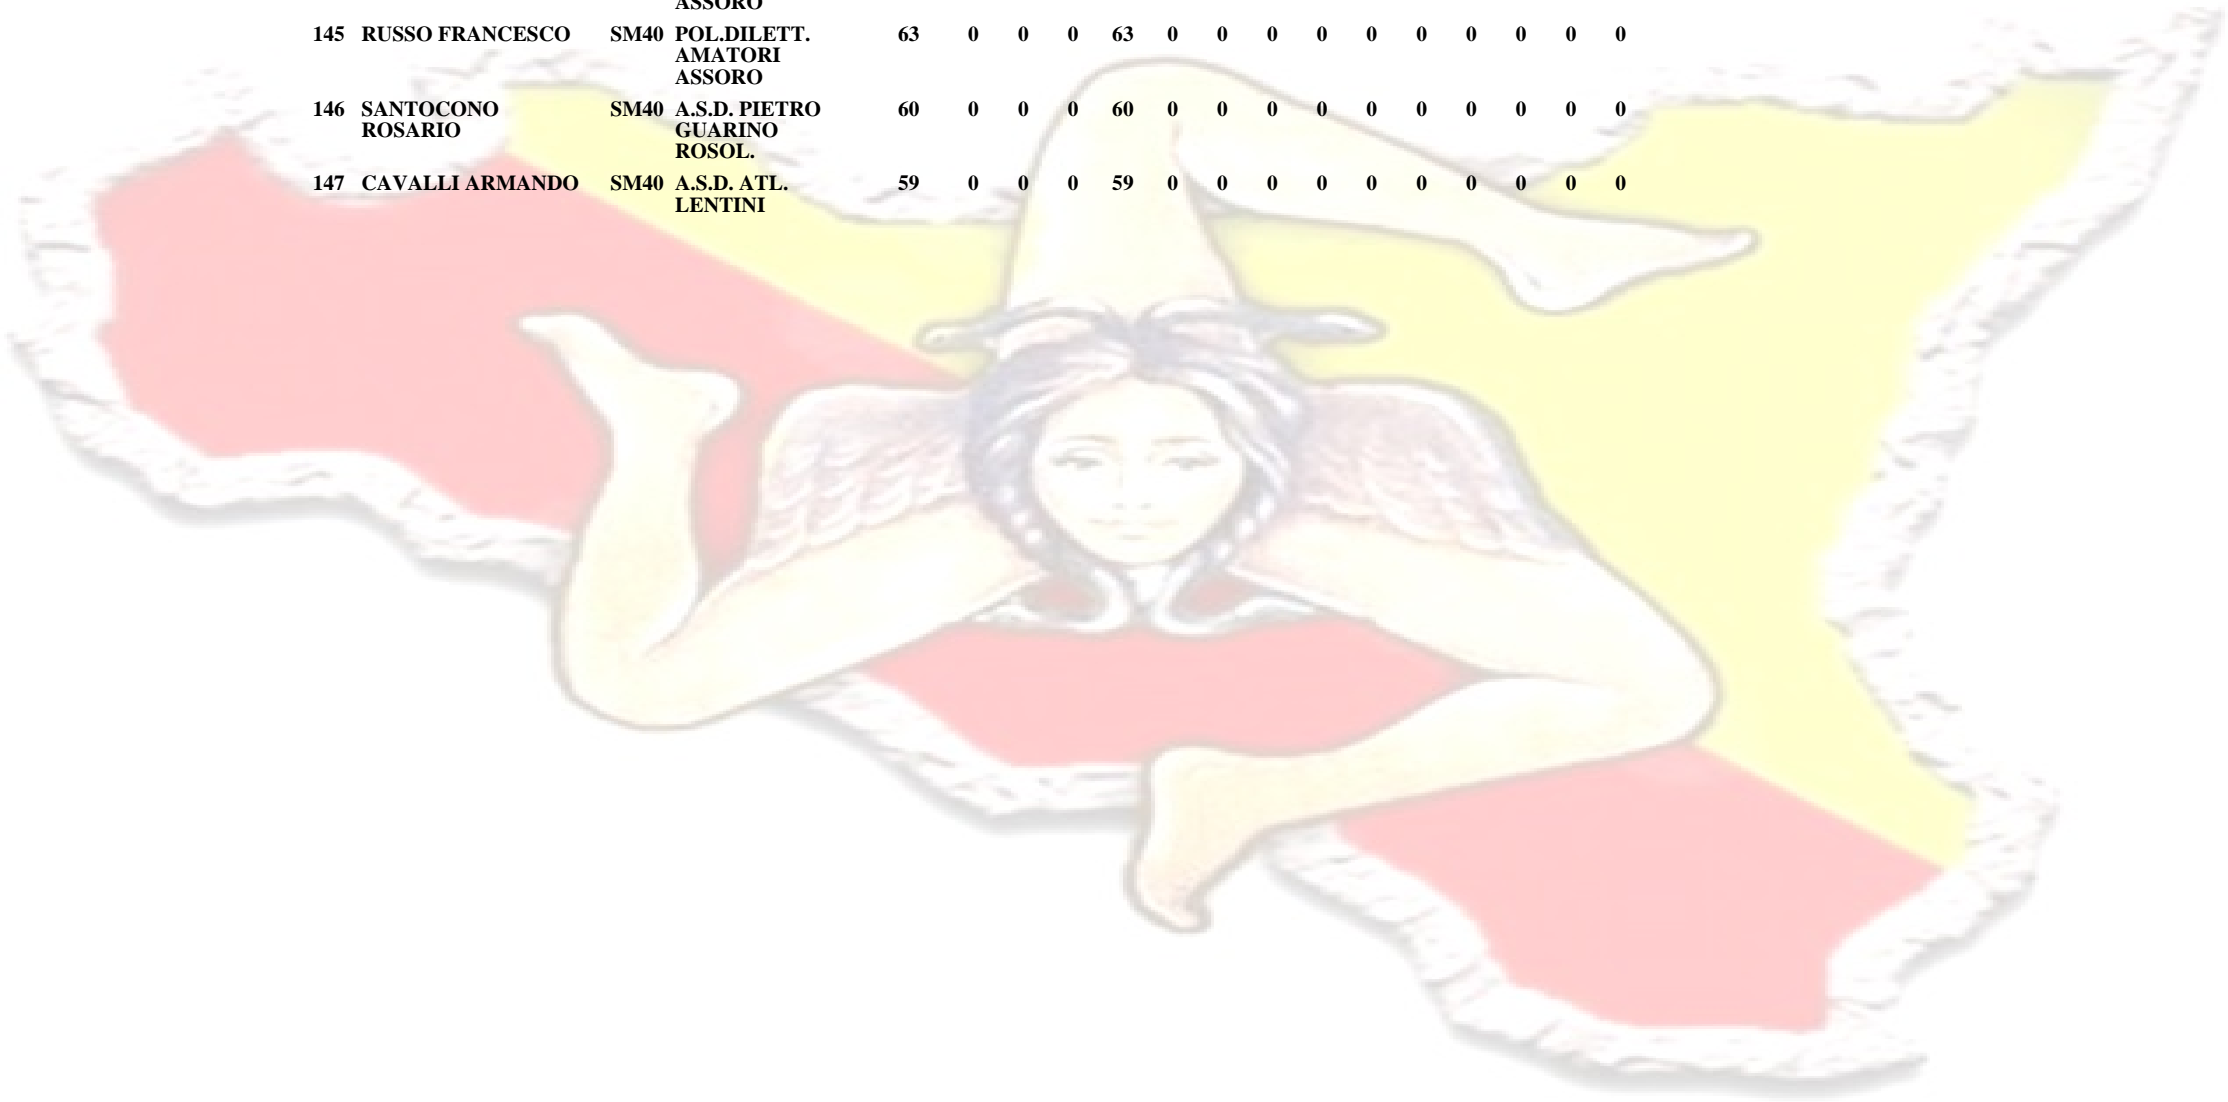 ASSORO
145 RUSSO FRANCESCO SM40 POL.DILETT. 63 0 0 0 63 0 0 0 0 0 0 0 0 0 0
AMATORI
ASSORO
146 SANTOCONO SM40 A.S.D. PIETRO 60 0 0 0 60 0 0 0 0 0 0 0 0 0 0
ROSARIO GUARINO
ROSOL.
147 CAVALLI ARMANDO SM40 A.S.D. ATL. 59 0 0 0 59 0 0 0 0 0 0 0 0 0 0
LENTINI